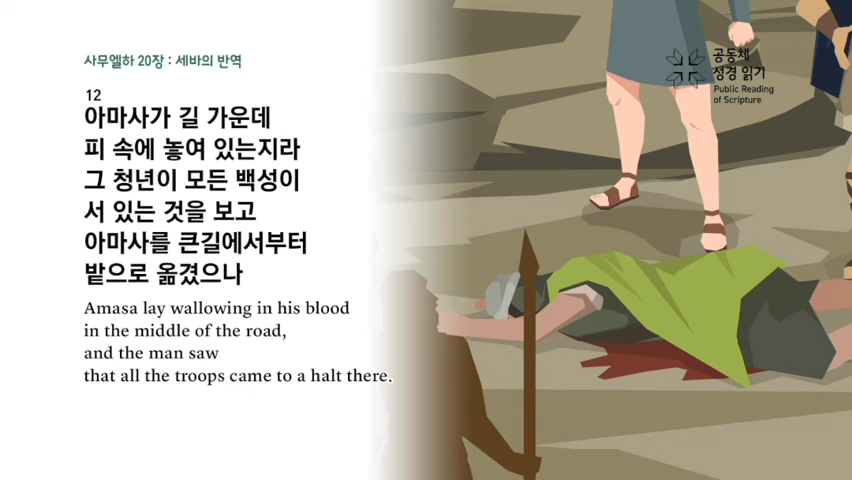 사무엘하 20장 : 세바의 반역
공동체
성경 읽기
Public Reading
of Scripture
12
아마사가 길 가운데
피 속에 놓여 있는지라
그 청년이 모든 백성이
서 있는 것을 보고
아마사를 큰길에서부터
밭으로 옮겼으나
Amasa lay wallowing in his blood
in the middle of the road,
and the man saw
that all the troops came to a halt there.